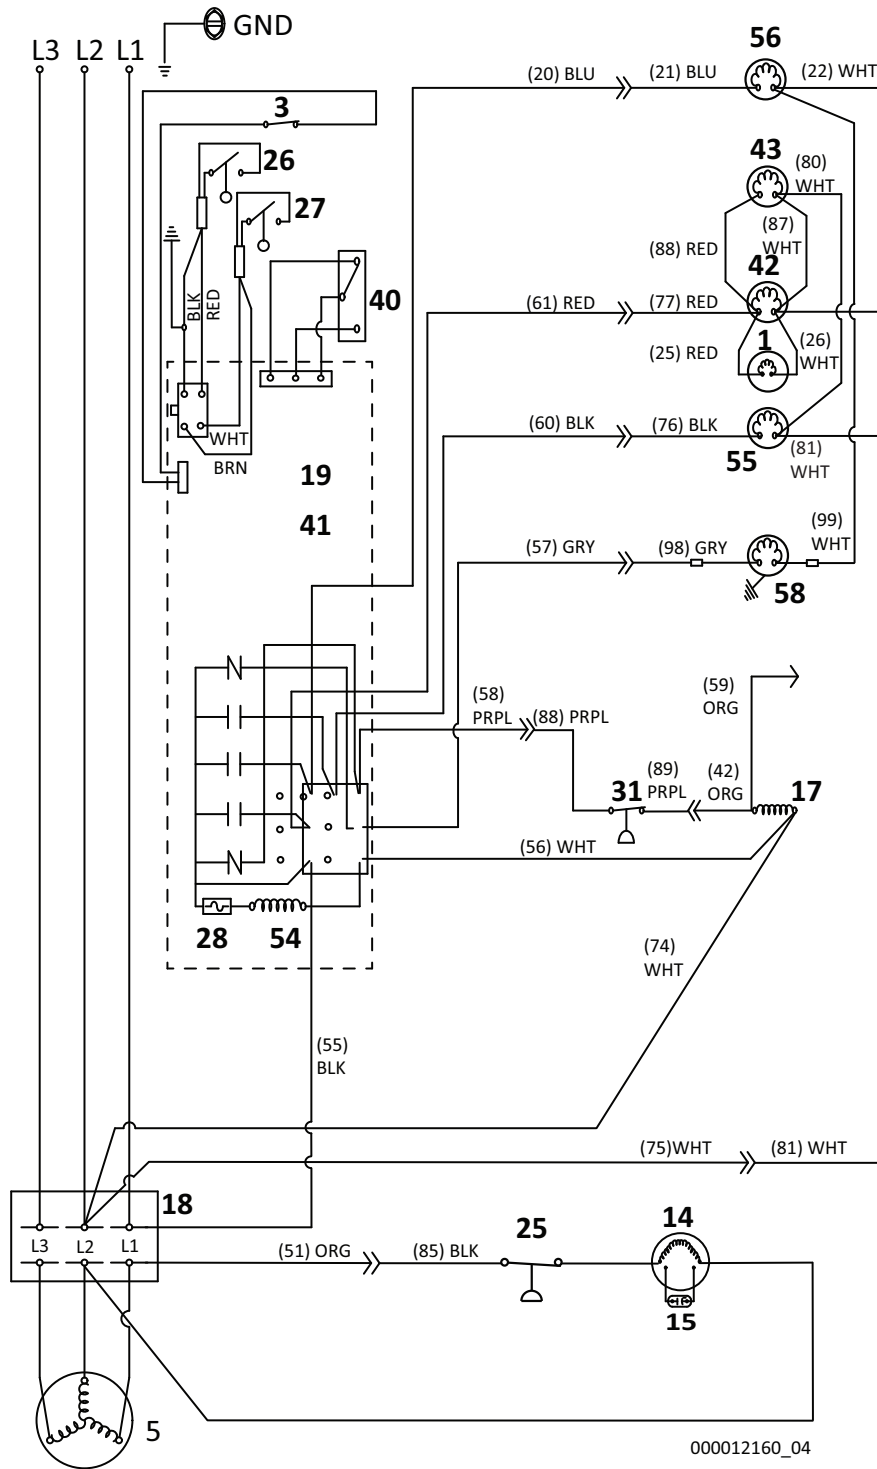 GND
L3 L2 L1
56
(20) BLU
(21) BLU
(22) WHT
3
26
43
(80)
WHT
27
(87)
WHT
(88) RED
42
40
BLK
RED
(61) RED
(77) RED
1
(25) RED
(26)
WHT
(60) BLK
(76) BLK
WHT
BRN
55
(81)
WHT
19
41
(57) GRY
(98) GRY
(99)
WHT
58
(58)
PRPL
(88) PRPL
(59)
ORG
(89)
PRPL
(42)
ORG
31
17
(56) WHT
28
54
(74)
WHT
(55)
BLK
(75)WHT
(81) WHT
18
L3
L2
L1
(51) ORG
(85) BLK
25
14
15
5
000012160_04